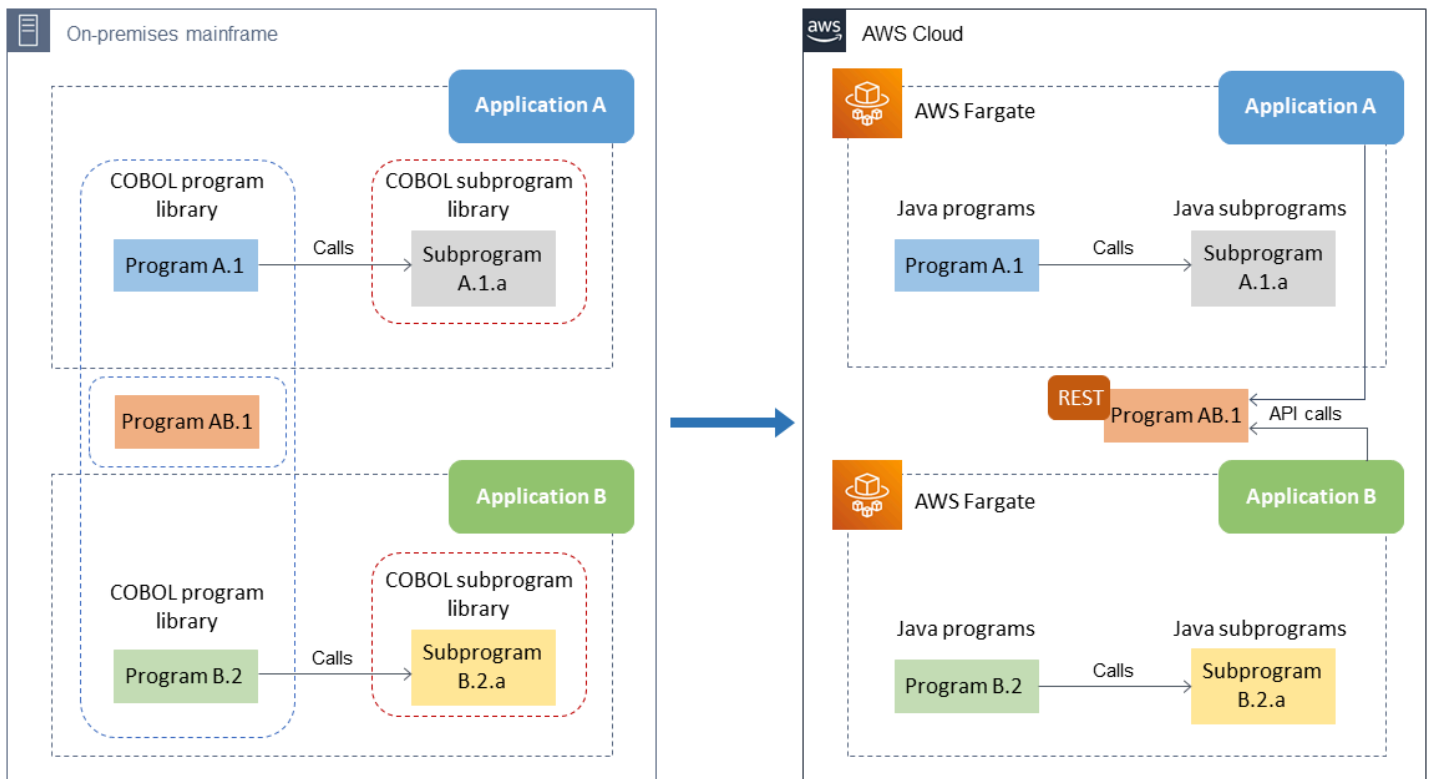 On-premises mainframe
Application A
COBOL program
library
COBOL subprogram
library
Program A.1
Calls
Subprogram
A.1.a
Program AB.1
Application B
COBOL program
library
COBOL subprogram
library
Program B.2
Calls
Subprogram
B.2.a
aws
AWS Cloud
AWS Fargate
Application A
Java programs
Java subprograms
Program A.1
Calls
Subprogram
A.1.a
REST
Program AB.1
API calls
AWS Fargate
Application B
Java programs
Java subprograms
Program B.2
Calls
Subprogram
B.2.a